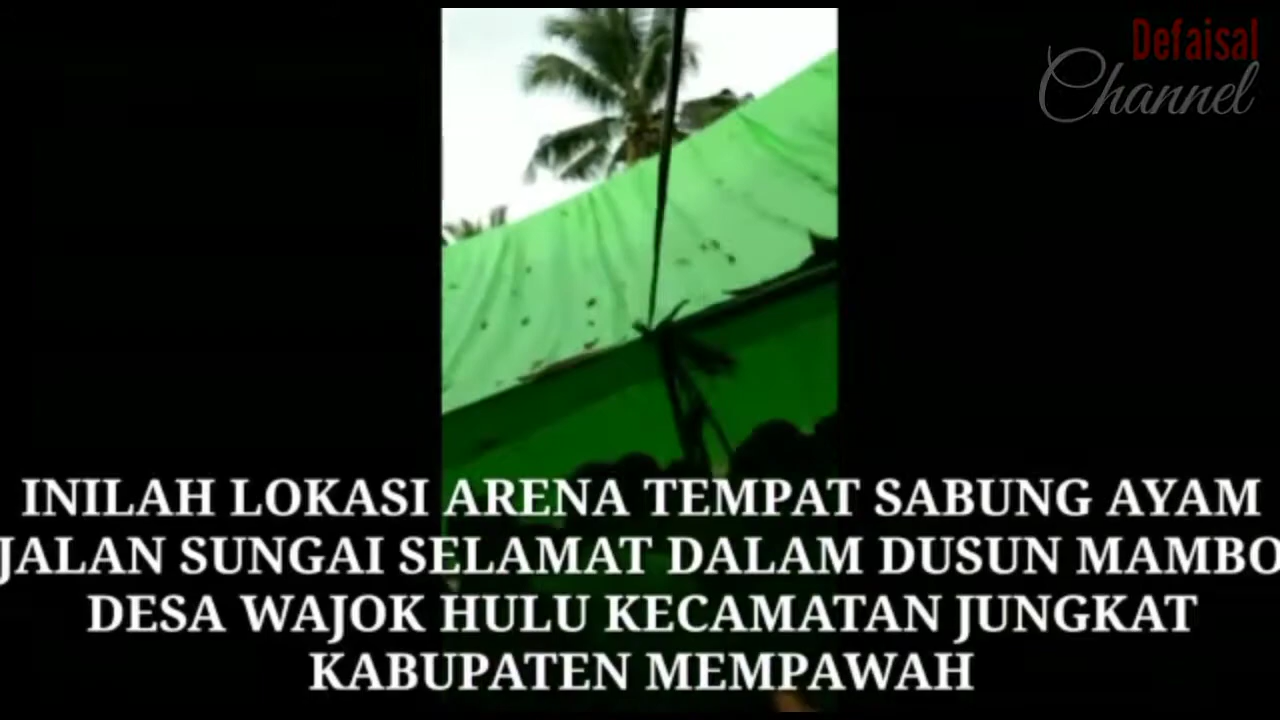 Defaisal
Channel
INILAH LOKASI ARENA TEMPAT SABUNG AYAM
JALAN SUNGAI SELAMAT DALAM DUSUN MAMBO
DESA WAJOK HULU KECAMATAN JUNGKAT
KABUPATEN MEMPAWAH